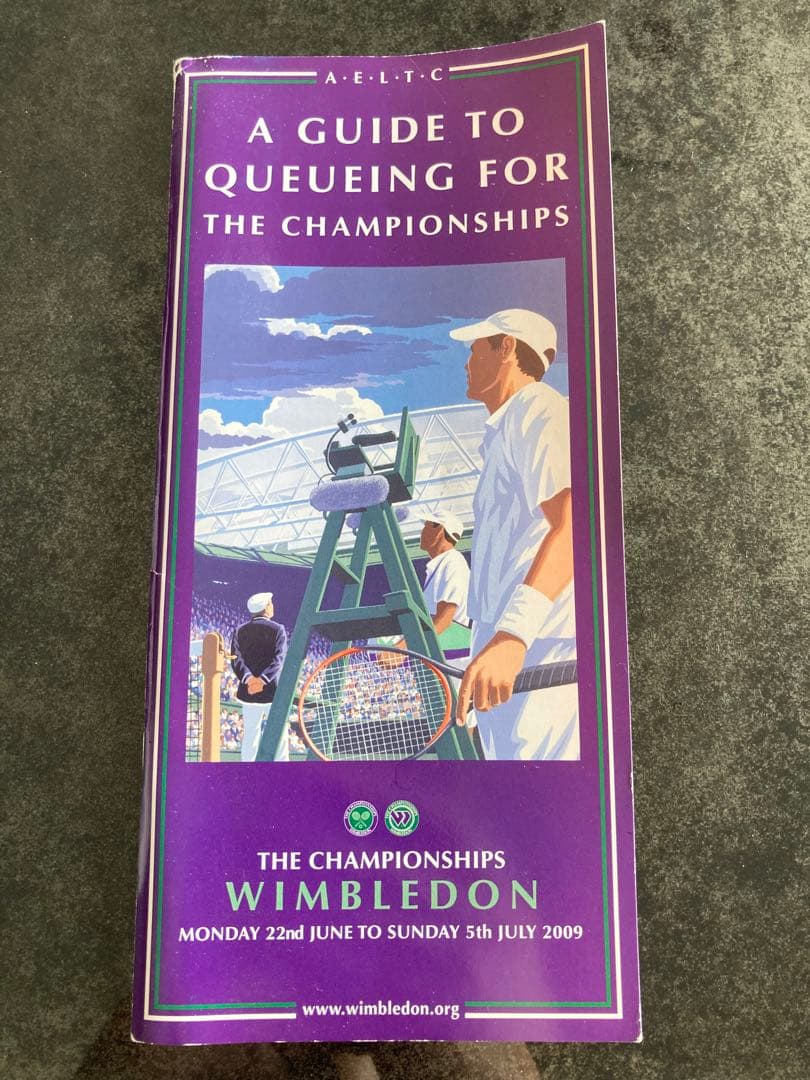 A·E·L·T·C
A GUIDE TO
QUEUEING FOR
THE CHAMPIONSHIPS
THE CHAMPIONSHIPS
WIMBLEDON
MONDAY 22nd JUNE TO SUNDAY 5th JULY 2009
www.wimbledon.org